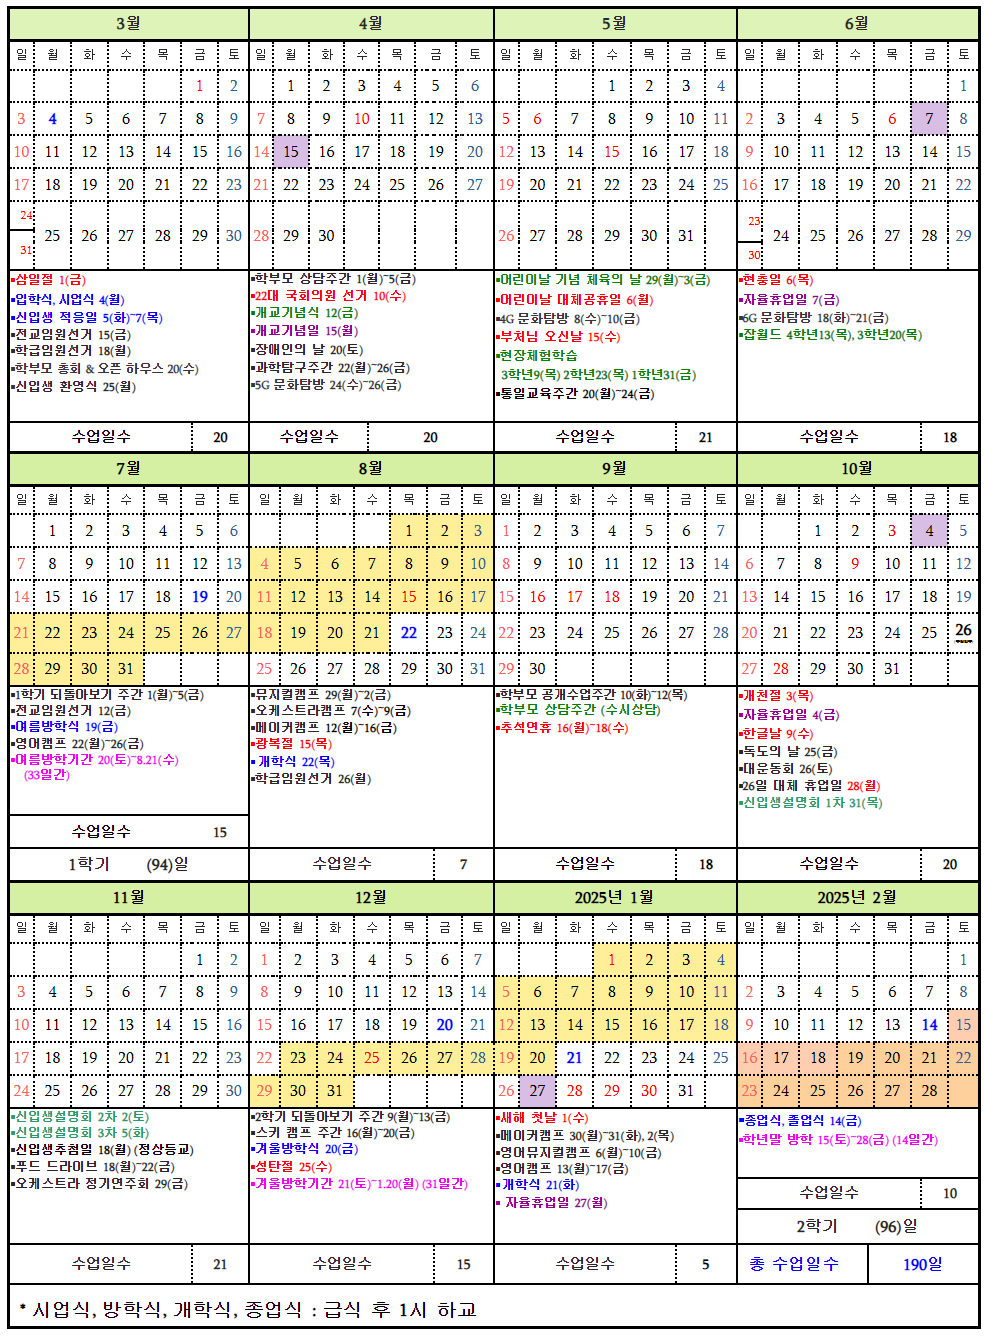 3월 4월 5월 6월
일 월 화 수 목 금 토 일 월 화 수 목 금 토 일 월 화 수 목 금 토 일 월 화 수 목 금 토
1 2 1 2 3 4 5 6 1 2 3 4 1
3 4 5 6 7 8 9 7 8 9 10 11 12 13 5 6 7 8 9 10 11 2 3 4 5 6 7 8
10 11 12 13 14 15 16 14 15 16 17 18 19 20 12 13 14 15 16 17 18 9 10 11 12 13 14 15
17 18 19 20 21 22 23 21 22 23 24 25 26 27 19 20 21 22 23 24 25 16 17 18 19 20 21 22
24 23
25 26 27 28 29 30 28 29 30 26 27 28 29 30 31 24 25 26 27 28 29
31 30
▪삼일절 1(금)
▪입학식, 시업식 4(월)
▪신입생 적응일 5(화)~7(목)
▪전교임원선거 15(금)
▪학급임원선거 18(월)
▪학부모 총회 & 오픈 하우스 20(수)
▪신입생 환영식 25(월)
▪학부모 상담주간 1(월)~5(금)
▪22대 국회의원 선거 10(수)
▪개교기념식 12(금)
▪개교기념일 15(월)
▪장애인의 날 20(토)
▪과학탐구주간 22(월)~26(금)
▪5G 문화탐방 24(수)~26(금)
▪어린이날 기념 체육의 날 29(월)~3(금)
▪어린이날 대체공휴일 6(월)
▪4G 문화탐방 8(수)~10(금)
▪부처님 오신날 15(수)
▪현장체험학습
3학년9(목) 2학년23(목) 1학년31(금)
▪통일교육주간 20(월)~24(금)
▪현충일 6(목)
▪자율휴업일 7(금)
▪6G 문화탐방 18(화)~21(금)
▪잡월드 4학년13(목), 3학년20(목)
수업일수 20 수업일수 20 수업일수 21 수업일수 18
7월 8월 9월 10월
일 월 화 수 목 금 토 일 월 화 수 목 금 토 일 월 화 수 목 금 토 일 월 화 수 목 금 토
1 2 3 4 5 6 1 2 3 1 2 3 4 5 6 7 1 2 3 4 5
7 8 9 10 11 12 13 4 5 6 7 8 9 10 8 9 10 11 12 13 14 6 7 8 9 10 11 12
14 15 16 17 18 19 20 11 12 13 14 15 16 17 15 16 17 18 19 20 21 13 14 15 16 17 18 19
21 22 23 24 25 26 27 18 19 20 21 22 23 24 22 23 24 25 26 27 28 20 21 22 23 24 25 26
28 29 30 31 25 26 27 28 29 30 31 29 30 27 28 29 30 31
▪1학기 되돌아보기 주간 1(월)~5(금)
▪전교임원선거 12(금)
▪여름방학식 19(금)
▪영어캠프 22(월)~26(금)
▪여름방학기간 20(토)~8.21(수)
(33일간)
수업일수 15
1학기 (94)일
▪뮤지컬캠프 29(월)~2(금)
▪오케스트라캠프 7(수)~9(금)
▪메이커캠프 12(월)~16(금)
▪광복절 15(목)
▪개학식 22(목)
▪학급임원선거 26(월)
수업일수 7
▪학부모 공개수업주간 10(화)~12(목)
▪학부모 상담주간 (수시상담)
▪추석연휴 16(월)~18(수)
수업일수 18
▪개천절 3(목)
▪자율휴업일 4(금)
▪한글날 9(수)
▪독도의 날 25(금)
▪대운동회 26(토)
▪26일 대체 휴업일 28(월)
▪신입생설명회 1차 31(목)
수업일수 20
11월 12월 2025년 1월 2025년 2월
일 월 화 수 목 금 토 일 월 화 수 목 금 토 일 월 화 수 목 금 토 일 월 화 수 목 금 토
1 2 1 2 3 4 5 6 7 1 2 3 4 1
3 4 5 6 7 8 9 8 9 10 11 12 13 14 5 6 7 8 9 10 11 2 3 4 5 6 7 8
10 11 12 13 14 15 16 15 16 17 18 19 20 21 12 13 14 15 16 17 18 9 10 11 12 13 14 15
17 18 19 20 21 22 23 22 23 24 25 26 27 28 19 20 21 22 23 24 25 16 17 18 19 20 21 22
24 25 26 27 28 29 30 29 30 31 26 27 28 29 30 31 23 24 25 26 27 28
▪신입생설명회 2차 2(토)
▪신입생설명회 3차 5(화)
▪신입생추첨일 18(월) (정상등교)
▪푸드 드라이브 18(월)~22(금)
▪오케스트라 정기연주회 29(금)
수업일수 21
▪2학기 되돌아보기 주간 9(월)~13(금)
▪스키 캠프 주간 16(월)~20(금)
▪겨울방학식 20(금)
▪성탄절 25(수)
▪겨울방학기간 21(토)~1.20(월) (31일간)
수업일수 15
▪새해 첫날 1(수)
▪메이커캠프 30(월)~31(화), 2(목)
▪영어뮤지컬캠프 6(월)~10(금)
▪영어캠프 13(월)~17(금)
▪개학식 21(화)
▪ 자율휴업일 27(월)
수업일수 5
▪종업식, 졸업식 14(금)
▪학년말 방학 15(토)~28(금) (14일간)
수업일수 10
2학기 (96)일
총 수업일수 190일
* 시업식, 방학식, 개학식, 종업식 : 급식 후 1시 하교